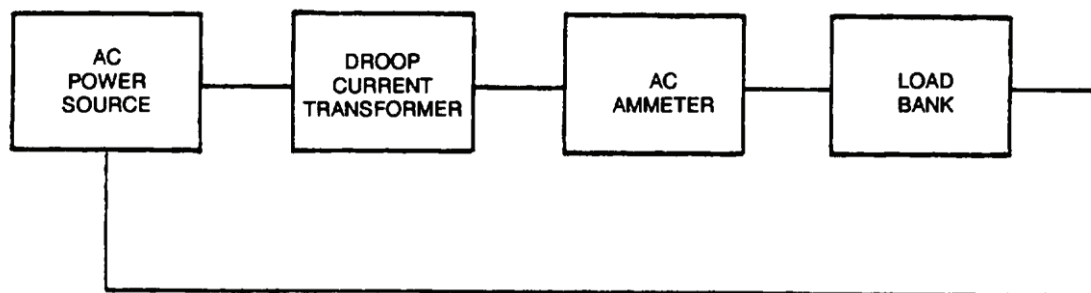 AC
POWER
SOURCE
DROOP
CURRENT
TRANSFORMER
AC
AMMETER
LOAD
BANK